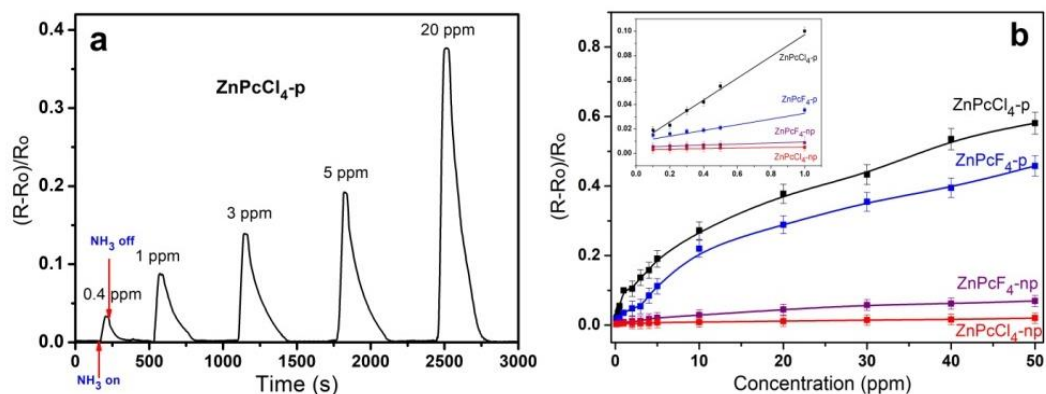 a
ZnPcCl4-p
0.4 ppm
1 ppm
3 ppm
5 ppm
20 ppm
NH3 off
NH3 on
(R-Ro)/Ro
0.4
0.3
0.2
0.1
0.0
0 500 1000 1500 2000 2500 3000
Time (s)
b
ZnPcCl4-p
ZnPcF4-p
ZnPcF4-np
ZnPcCl4-np
(R-Ro)/Ro
0.8
0.6
0.4
0.2
0.0
0 10 20 30 40 50
Concentration (ppm)
0.10
0.08
0.06
0.04
0.02
0.00
0.0 0.2 0.4 0.6 0.8 1.0
ZnPcCl4-p
ZnPcF4-p
ZnPcF4-np
ZnPcCl4-np